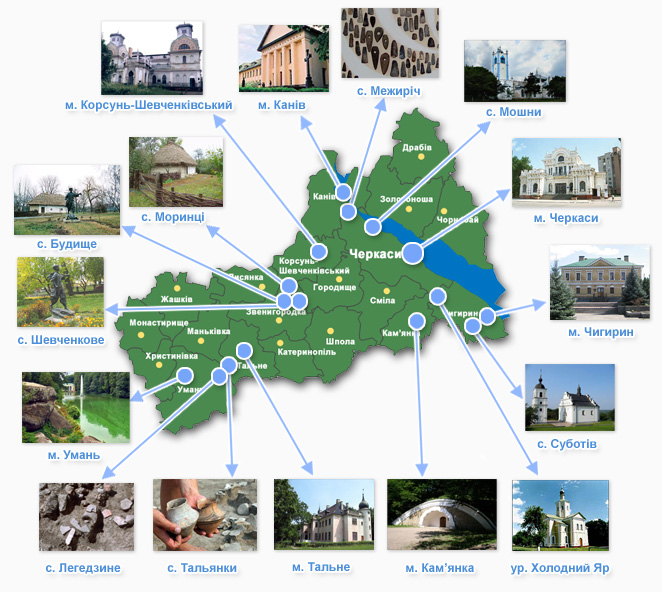 м. Корсунь-Шевченківський
м. Канів
с. Межиріч
с. Мошни
с. Моринці
м. Черкаси
с. Будище
с. Шевченкове
м. Чигирин
м. Умань
с. Суботів
с. Легедзине
с. Тальянки
м. Тальне
м. Кам’янка
ур. Холодний Яр
Драбів
Канів
Золотоноша
Чорнобай
Черкаси
Корсунь
Шевченківський
Лисянка
Городище
Жашків
Сміла
Чигирин
Звенигородка
Монастирище
Маньківка
Кам’янка
Шпола
Катеринопіль
Христинівка
Тальне
Умань